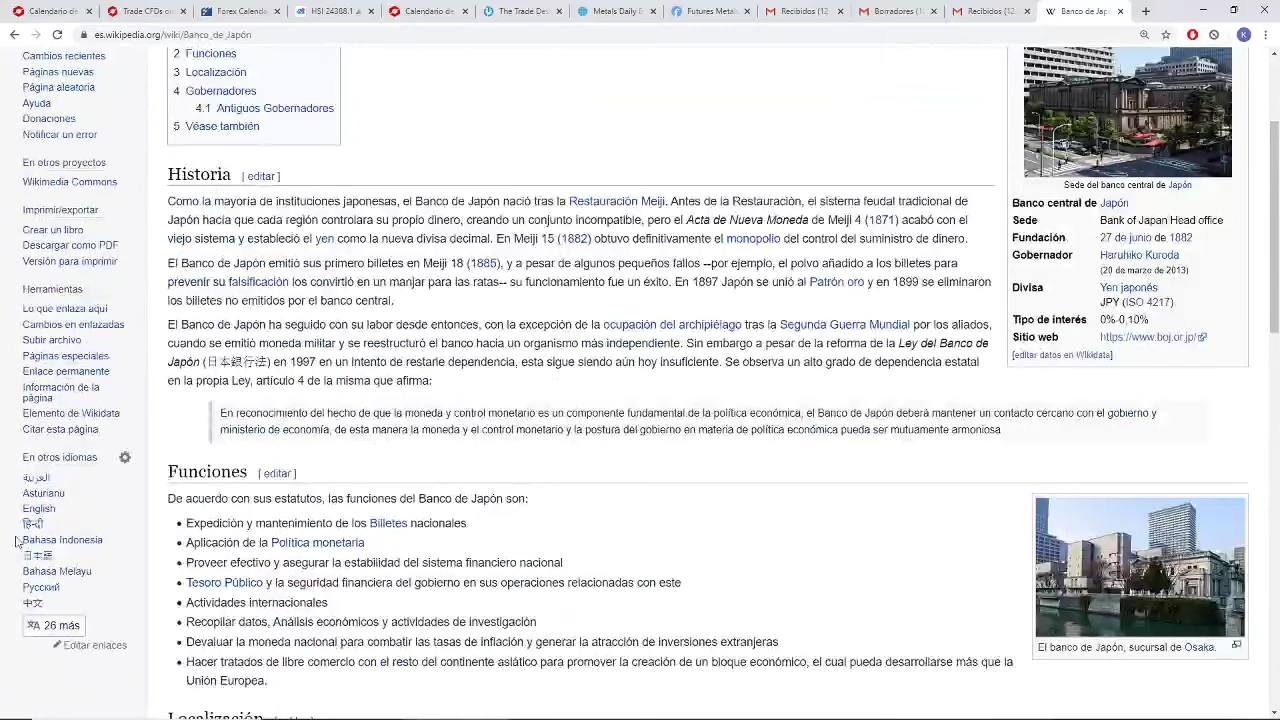 Calendario de
Trade CFDs on
Forex Calenda
HSI 24388.1
Calendario de
The Trade Des
Metals Daily
Futures Metal
Recibidos (12
Borradores (
Recibidos (12
Banco de Japó
es.wikipedia.org/wiki/Banco_de_Japón
K
Cambios recientes
Páginas nuevas
Página aleatoria
Ayuda
Donaciones
Notificar un error
En otros proyectos
Wikimedia Commons
Imprimir/exportar
Crear un libro
Descargar como PDF
Versión para imprimir
Herramientas
Lo que enlaza aquí
Cambios en enlazadas
Subir archivo
Páginas especiales
Enlace permanente
Información de la
página
Elemento de Wikidata
Citar esta página
En otros idiomas
العربية
Asturianu
English
हिन्दी
Bahasa Indonesia
日本語
Bahasa Melayu
Русский
中文
26 más
Editar enlaces
2 Funciones
3 Localización
4 Gobernadores
4.1 Antiguos Gobernadores
5 Véase también
Historia [ editar ]
Como la mayoría de instituciones japonesas, el Banco de Japón nació tras la Restauración Meiji. Antes de la Restauración, el sistema feudal tradicional de
Japón hacía que cada región controlara su propio dinero, creando un conjunto incompatible, pero el Acta de Nueva Moneda de Meiji 4 (1871) acabó con el
viejo sistema y estableció el yen como la nueva divisa decimal. En Meiji 15 (1882) obtuvo definitivamente el monopolio del control del suministro de dinero.
El Banco de Japón emitió sus primero billetes en Meiji 18 (1885), y a pesar de algunos pequeños fallos --por ejemplo, el polvo añadido a los billetes para
prevenir su falsificación los convirtió en un manjar para las ratas-- su funcionamiento fue un éxito. En 1897 Japón se unió al Patrón oro y en 1899 se eliminaron
los billetes no emitidos por el banco central.
El Banco de Japón ha seguido con su labor desde entonces, con la excepción de la ocupación del archipiélago tras la Segunda Guerra Mundial por los aliados,
cuando se emitió moneda militar y se reestructuró el banco hacia un organismo más independiente. Sin embargo a pesar de la reforma de la Ley del Banco de
Japón (日本銀行法) en 1997 en un intento de restarle dependencia, esta sigue siendo aún hoy insuficiente. Se observa un alto grado de dependencia estatal
en la propia Ley, artículo 4 de la misma que afirma:
En reconocimiento del hecho de que la moneda y control monetario es un componente fundamental de la política económica, el Banco de Japón deberá mantener un contacto cercano con el gobierno y
ministerio de economía, de esta manera la moneda y el control monetario y la postura del gobierno en materia de política económica pueda ser mutuamente armoniosa.
Funciones [ editar ]
De acuerdo con sus estatutos, las funciones del Banco de Japón son:
• Expedición y mantenimiento de los Billetes nacionales
• Aplicación de la Política monetaria
• Proveer efectivo y asegurar la estabilidad del sistema financiero nacional
• Tesoro Público y la seguridad financiera del gobierno en sus operaciones relacionadas con este
• Actividades internacionales
• Recopilar datos, Análisis económicos y actividades de investigación
• Devaluar la moneda nacional para combatir las tasas de inflación y generar la atracción de inversiones extranjeras
• Hacer tratados de libre comercio con el resto del continente asiático para promover la creación de un bloque económico, el cual pueda desarrollarse más que la
Unión Europea.
Localización
Sede del banco central de Japón
Banco central de Japón
Sede Bank of Japan Head office
Fundación 27 de junio de 1882
Gobernador Haruhiko Kuroda
(20 de marzo de 2013)
Divisa Yen japonés
JPY (ISO 4217)
Tipo de interés 0%-0,10%
Sitio web https://www.boj.or.jp/
[editar datos en Wikidata]
El banco de Japón, sucursal de Osaka.